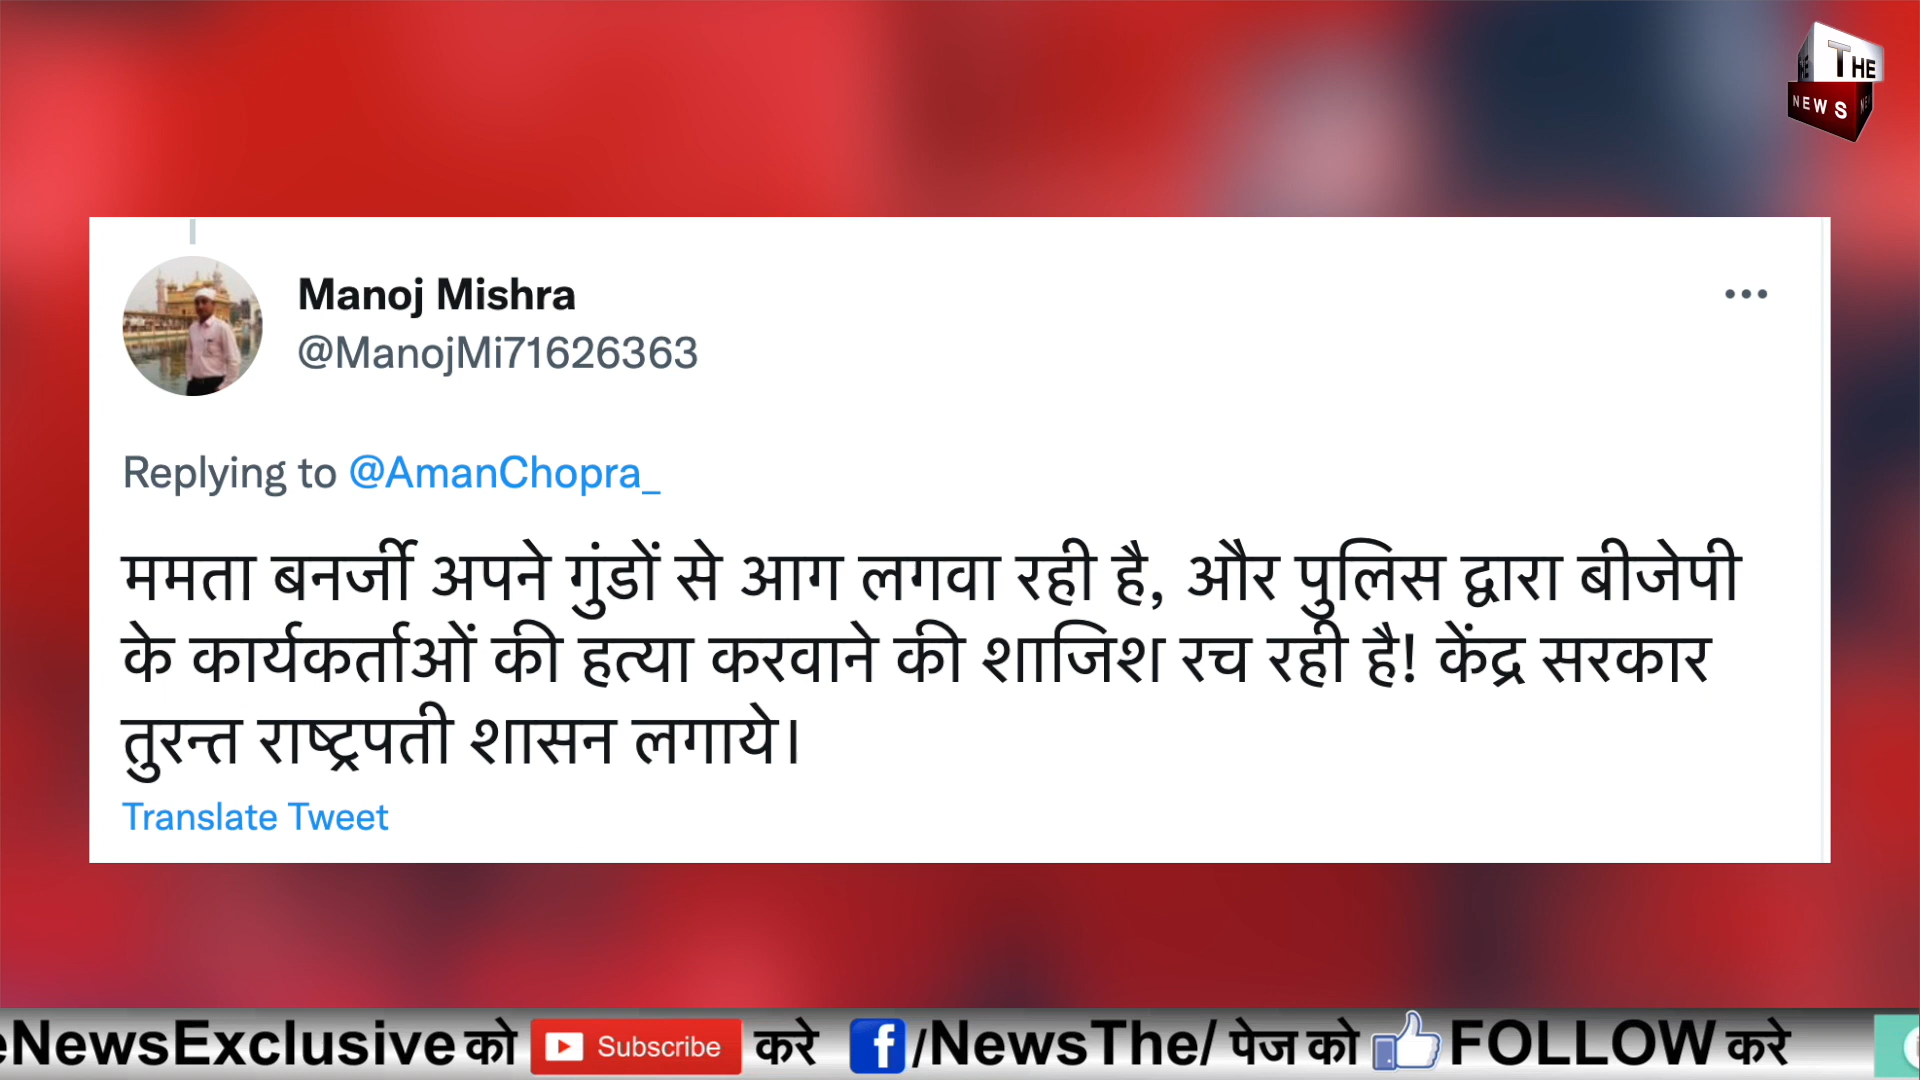 THE
NEWS
Manoj Mishra
@ManojMi71626363
Replying to @AmanChopra_
ममता बनर्जी अपने गुंडों से आग लगवा रही है, और पुलिस द्वारा बीजेपी
के कार्यकर्ताओं की हत्या करवाने की शाजिश रच रही है! केंद्र सरकार
तुरन्त राष्ट्रपती शासन लगाये।
Translate Tweet
eNewsExclusive को Subscribe करे f/NewsThe/ पेज को FOLLOW करे